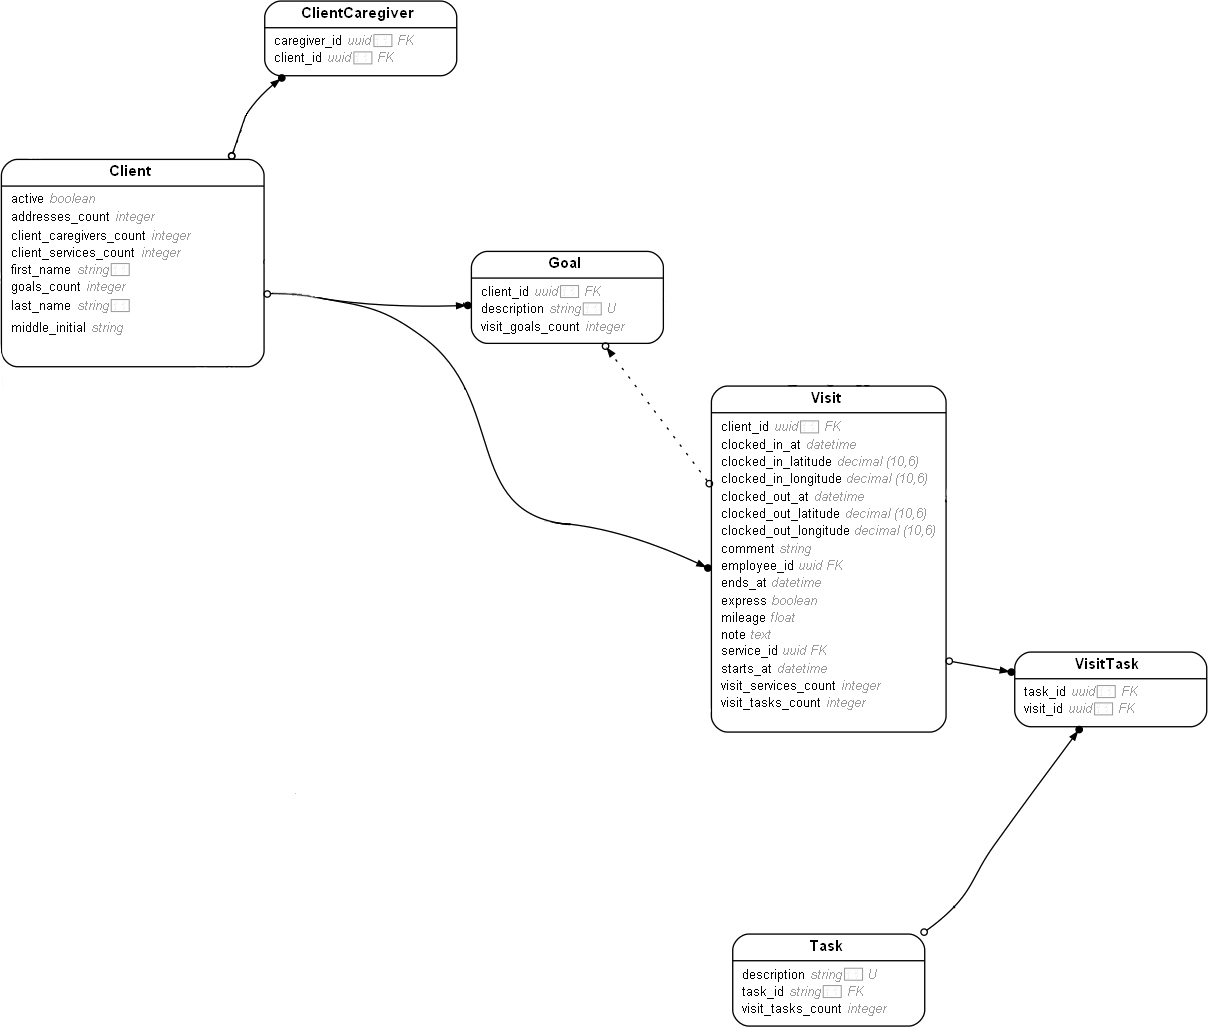 ClientCaregiver
caregiver_id uuid FK
client_id uuid FK
Client
active boolean
addresses_count integer
client_caregivers_count integer
client_services_count integer
first_name string
goals_count integer
last_name string
middle_initial string
Goal
client_id uuid FK
description string U
visit_goals_count integer
Visit
client_id uuid FK
clocked_in_at datetime
clocked_in_latitude decimal (10,6)
clocked_in_longitude decimal (10,6)
clocked_out_at datetime
clocked_out_latitude decimal (10,6)
clocked_out_longitude decimal (10,6)
comment string
employee_id uuid FK
ends_at datetime
express boolean
mileage float
note text
service_id uuid FK
starts_at datetime
visit_services_count integer
visit_tasks_count integer
VisitTask
task_id uuid FK
visit_id uuid FK
Task
description string U
task_id string FK
visit_tasks_count integer